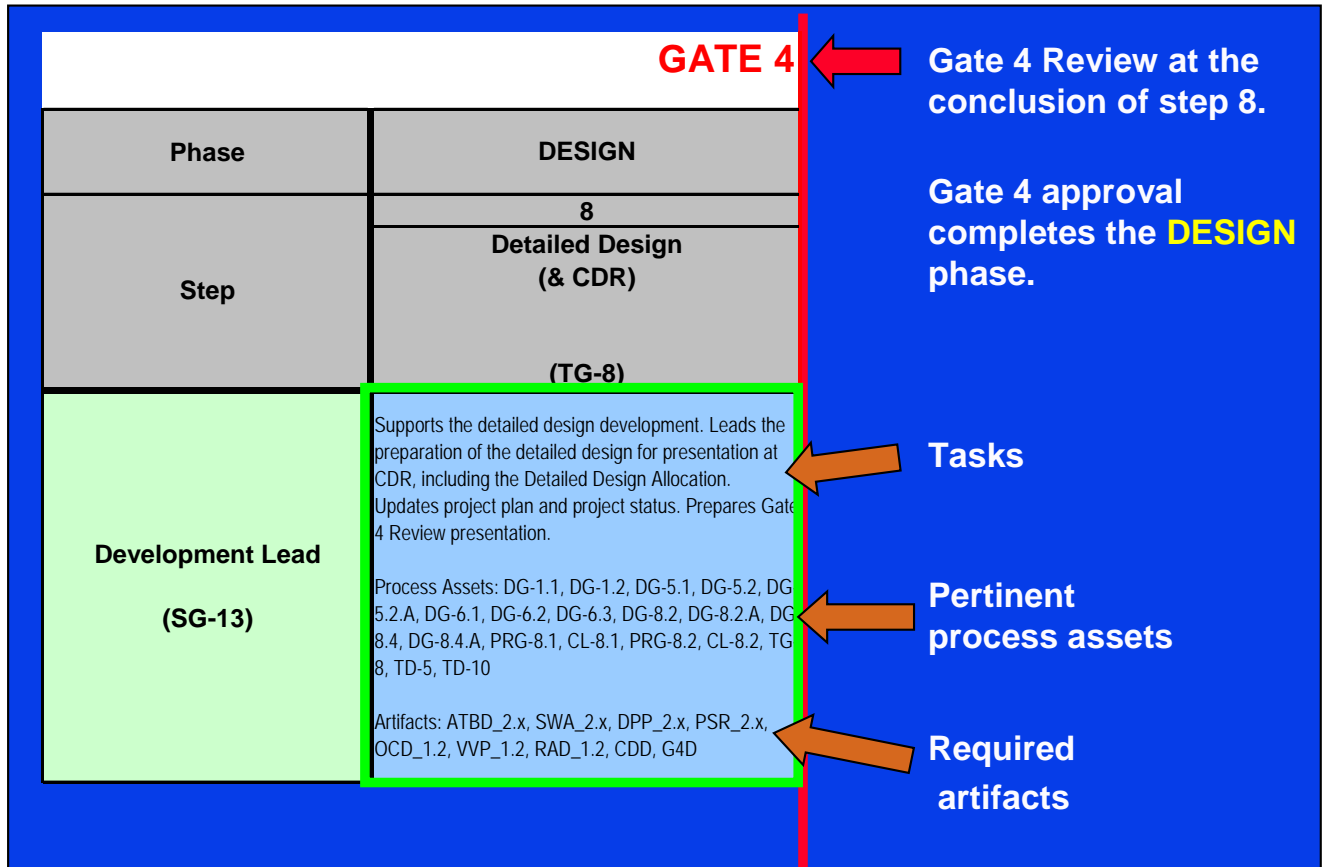 GATE 4
Gate 4 Review at the
conclusion of step 8.
Gate 4 approval
completes the DESIGN
phase.
Phase
DESIGN
Step
8
Detailed Design
(& CDR)
(TG-8)
Development Lead
(SG-13)
Supports the detailed design development. Leads the
preparation of the detailed design for presentation at
CDR, including the Detailed Design Allocation.
Updates project plan and project status. Prepares Gate
4 Review presentation.
Process Assets: DG-1.1, DG-1.2, DG-5.1, DG-5.2, DG-
5.2.A, DG-6.1, DG-6.2, DG-6.3, DG-8.2, DG-8.2.A, DG-
8.4, DG-8.4.A, PRG-8.1, CL-8.1, PRG-8.2, CL-8.2, TG-
8, TD-5, TD-10
Artifacts: ATBD_2.x, SWA_2.x, DPP_2.x, PSR_2.x,
OCD_1.2, VVP_1.2, RAD_1.2, CDD, G4D
Tasks
Pertinent
process assets
Required
artifacts